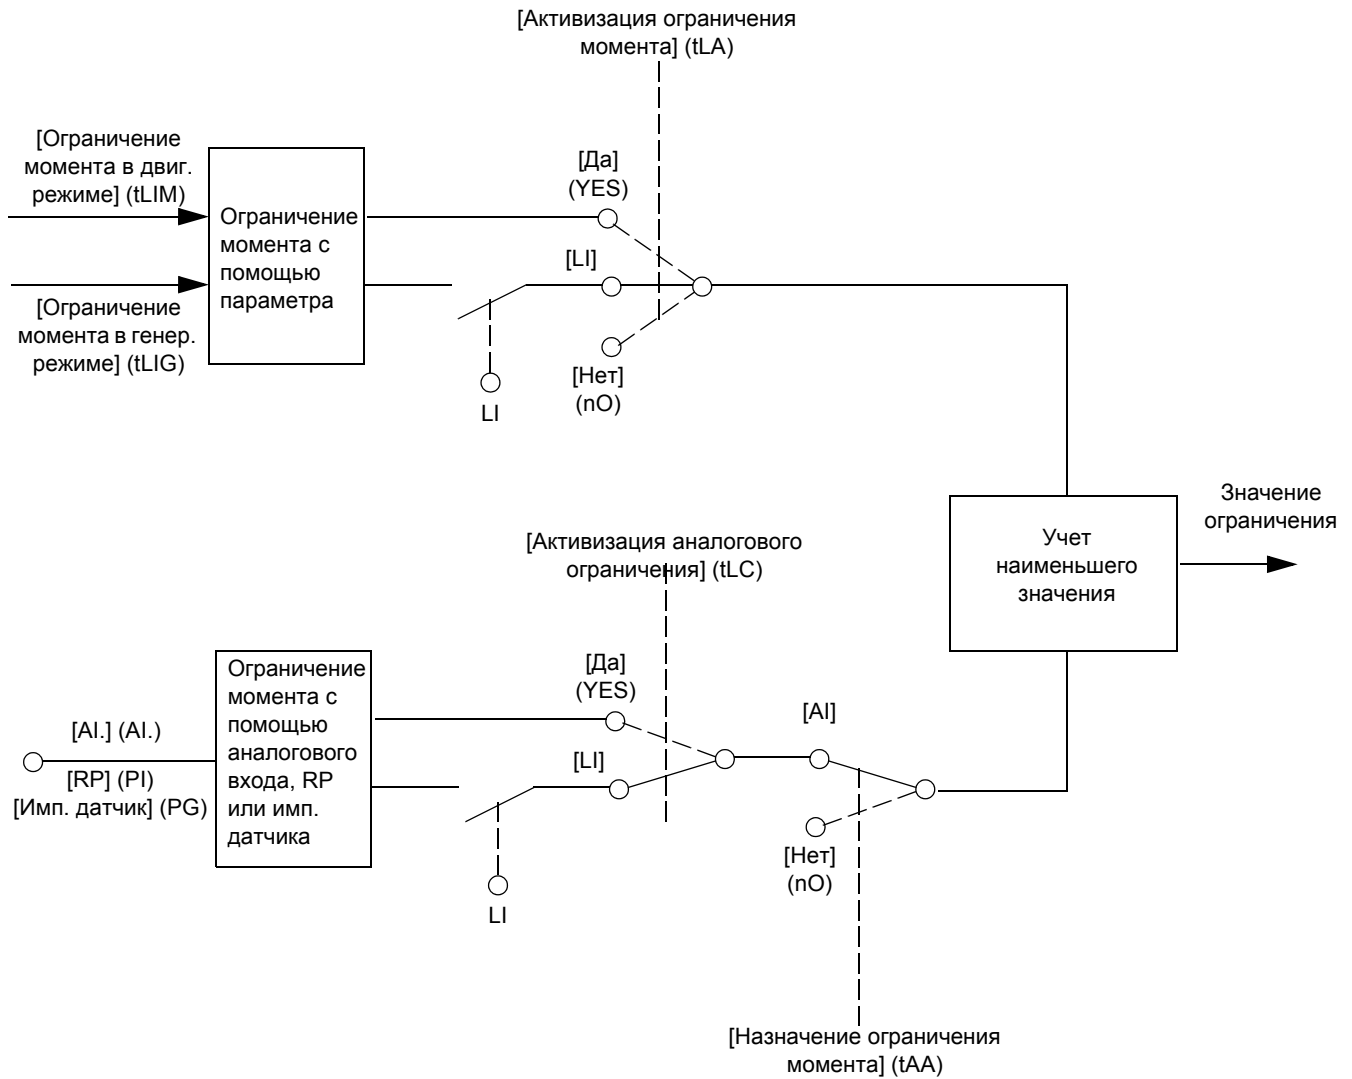 [Активизация ограничения
момента] (tLA)
[Ограничение
момента в двиг.
режиме] (tLIM)
[Ограничение
момента в генер.
режиме] (tLIG)
Ограничение
момента с
помощью
параметра
[Да]
(YES)
[LI]
[Нет]
(nO)
LI
Учет
наименьшего
значения
Значение
ограничения
[Активизация аналогового
ограничения] (tLC)
[AI.] (AI.)
[RP] (PI)
[Имп. датчик] (PG)
Ограничение
момента с
помощью
аналогового
входа, RP
или имп.
датчика
[Да]
(YES)
[LI]
LI
[AI]
[Нет]
(nO)
[Назначение ограничения
момента] (tAA)